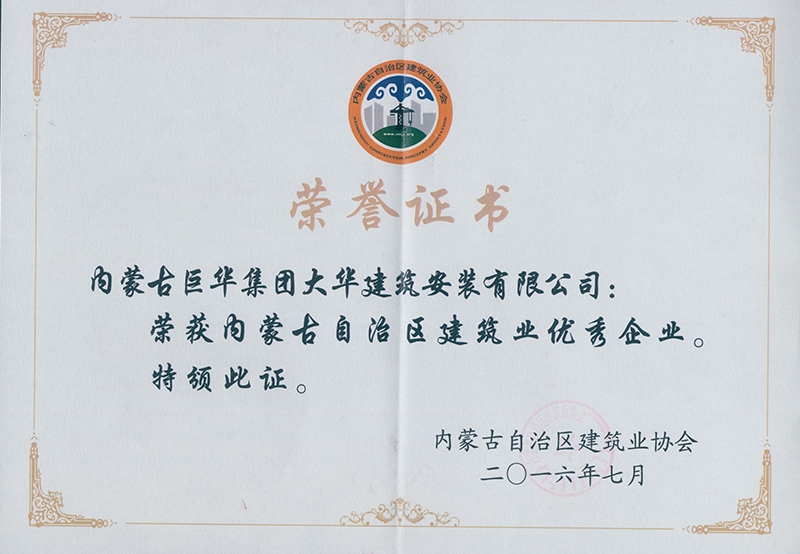 内蒙古自治区建筑业协会
荣誉证书
内蒙古巨华集团大华建筑安装有限公司：
荣获内蒙古自治区建筑业优秀企业。
特颁此证。
内蒙古自治区建筑业协会
二〇一六年七月